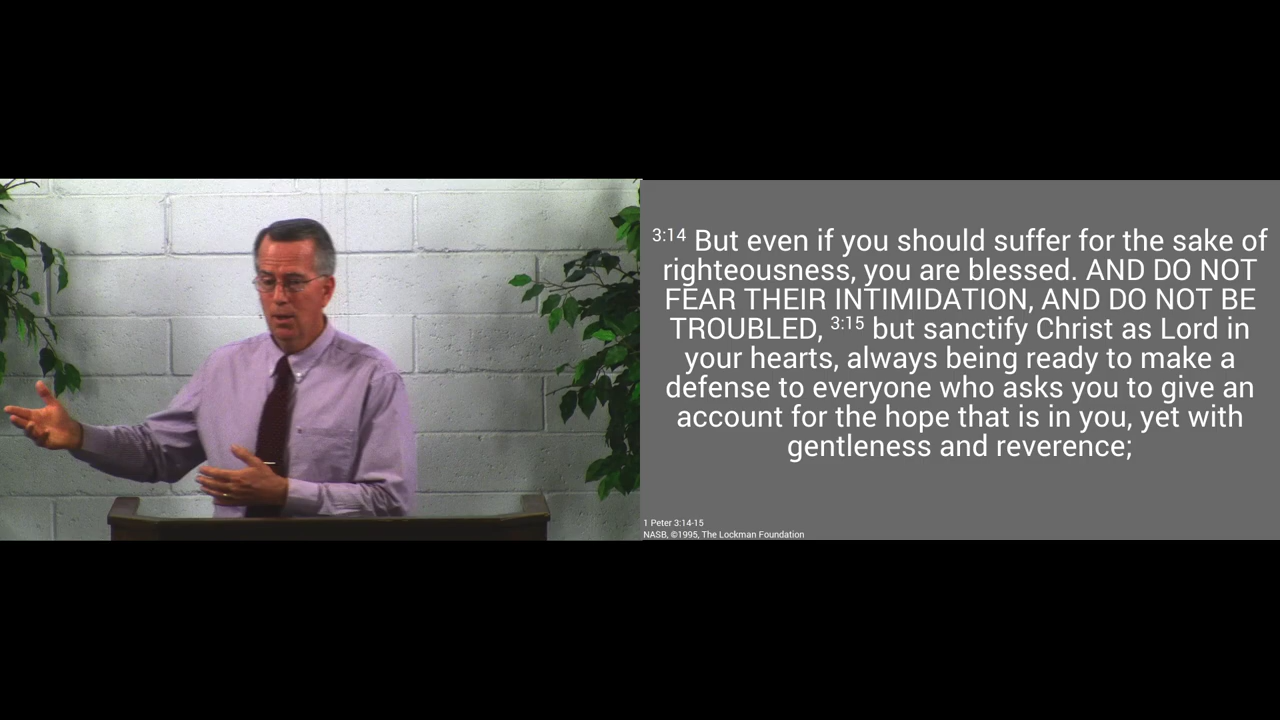 3:14 But even if you should suffer for the sake of
righteousness, you are blessed. AND DO NOT
FEAR THEIR INTIMIDATION, AND DO NOT BE
TROUBLED, 3:15 but sanctify Christ as Lord in
your hearts, always being ready to make a
defense to everyone who asks you to give an
account for the hope that is in you, yet with
gentleness and reverence;
1 Peter 3:14-15
NASB, ©1995, The Lockman Foundation